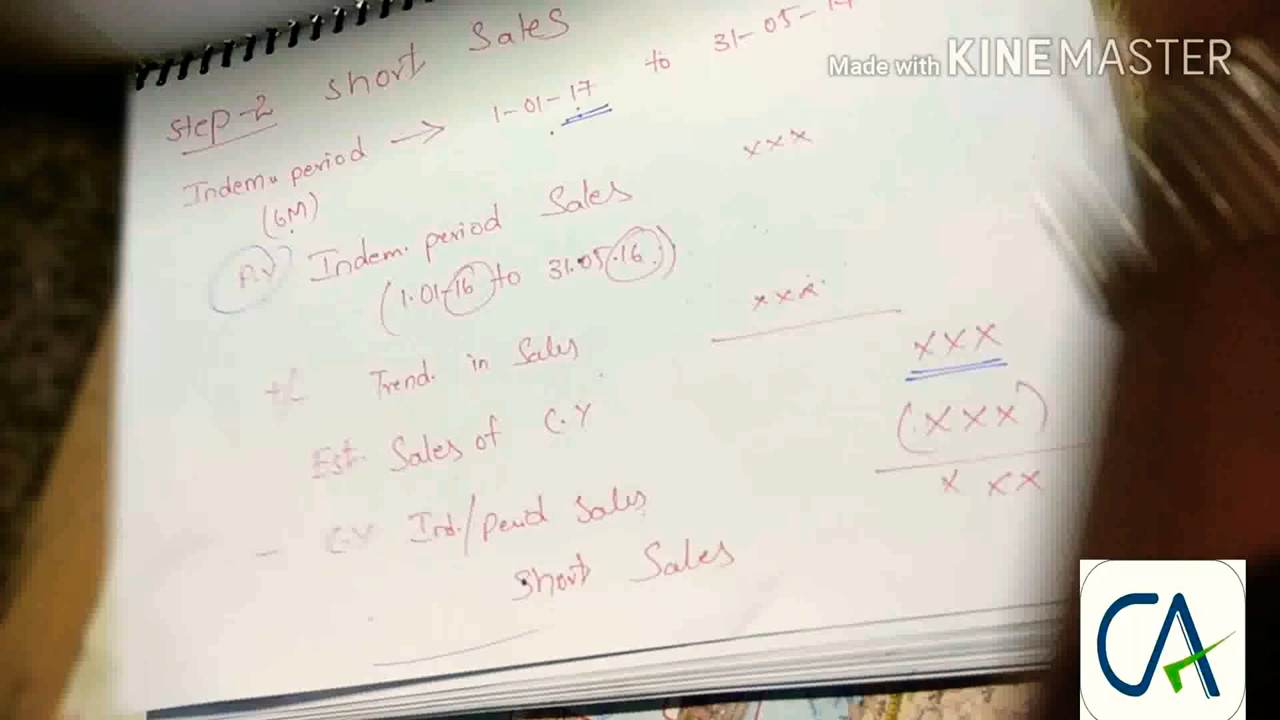 Made with KINEMASTER
Step-2 Short Sales
Indem. period → 1-01-17 to 31-05-17
(6M)
P.Y Indem. period Sales xxx
(1.01-16 to 31.05.16)
+/- Trend in Sales xxx
Est. Sales of C.Y xxx
- C.Y Ind./period Sales (xxx)
Short Sales xxx
CA